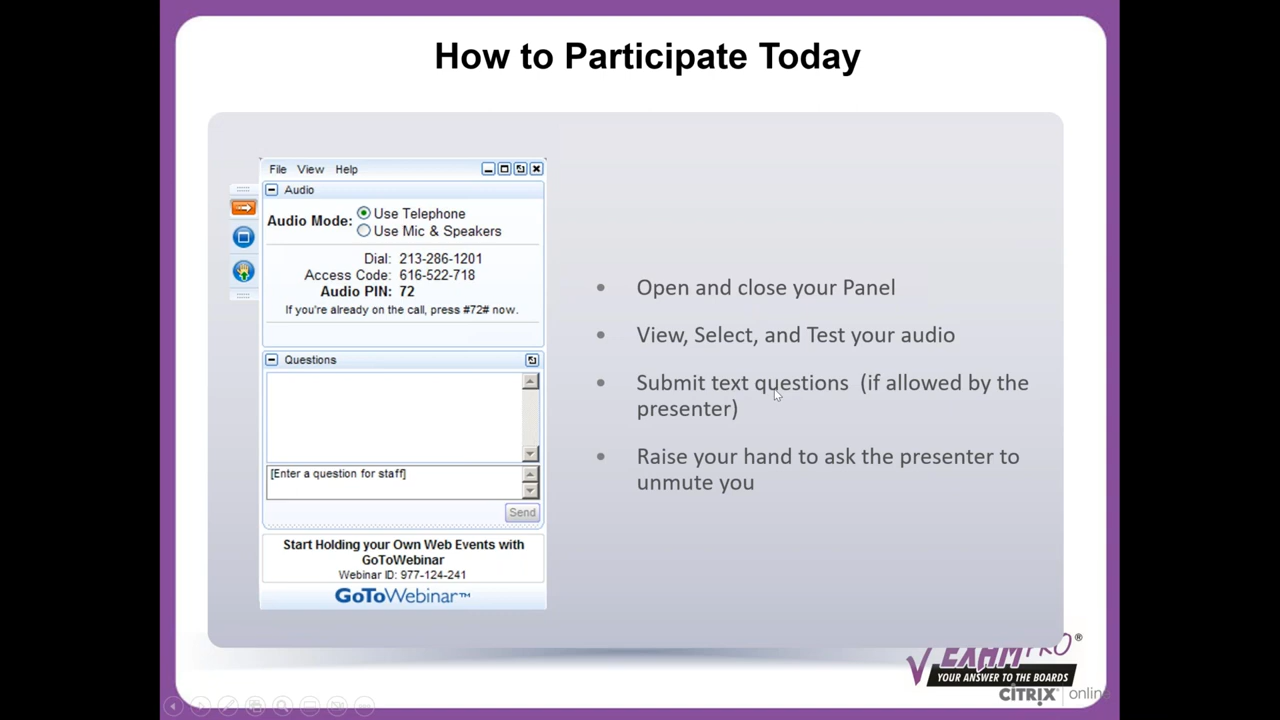 How to Participate Today
File View Help
Audio
Audio Mode: Use Telephone
Use Mic & Speakers
Dial: 213-286-1201
Access Code: 616-522-718
Audio PIN: 72
If you're already on the call, press #72# now.
Questions
[Enter a question for staff]
Send
Start Holding your Own Web Events with
GoToWebinar
Webinar ID: 977-124-241
GoToWebinar™
• Open and close your Panel
• View, Select, and Test your audio
• Submit text questions (if allowed by the
presenter)
• Raise your hand to ask the presenter to
unmute you
EXAMPRO®
YOUR ANSWER TO THE BOARDS
CITRIX® online